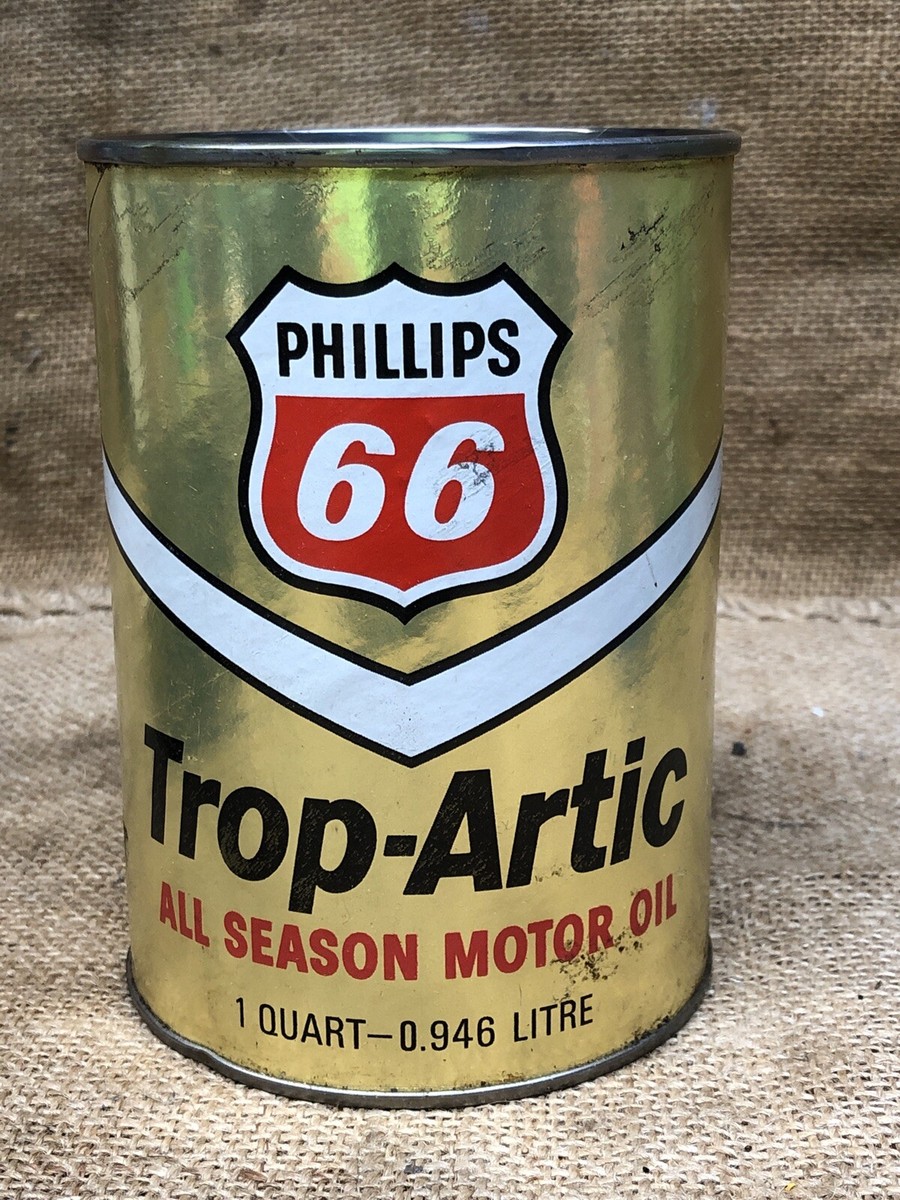 PHILLIPS
66
Trop-Artic
ALL SEASON MOTOR OIL
1 QUART—0.946 LITRE